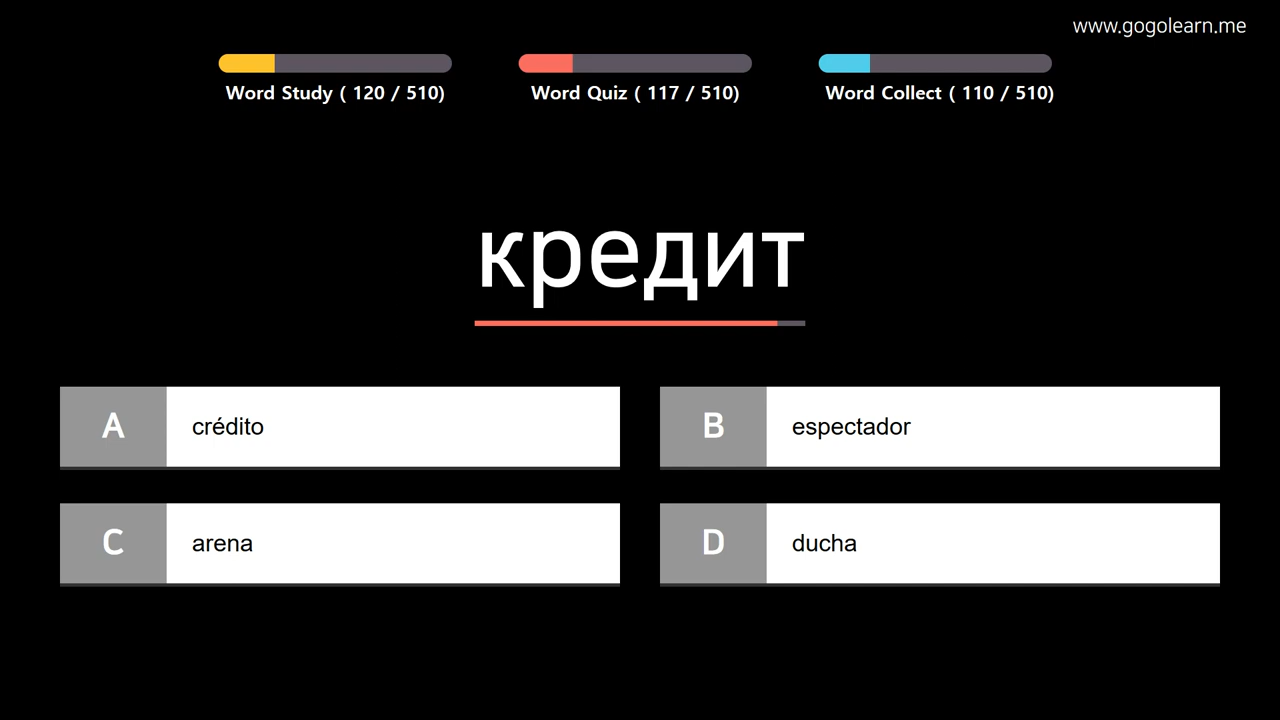 www.gogolearn.me
Word Study ( 120 / 510)
Word Quiz ( 117 / 510)
Word Collect ( 110 / 510)
кредит
A crédito
B espectador
C arena
D ducha